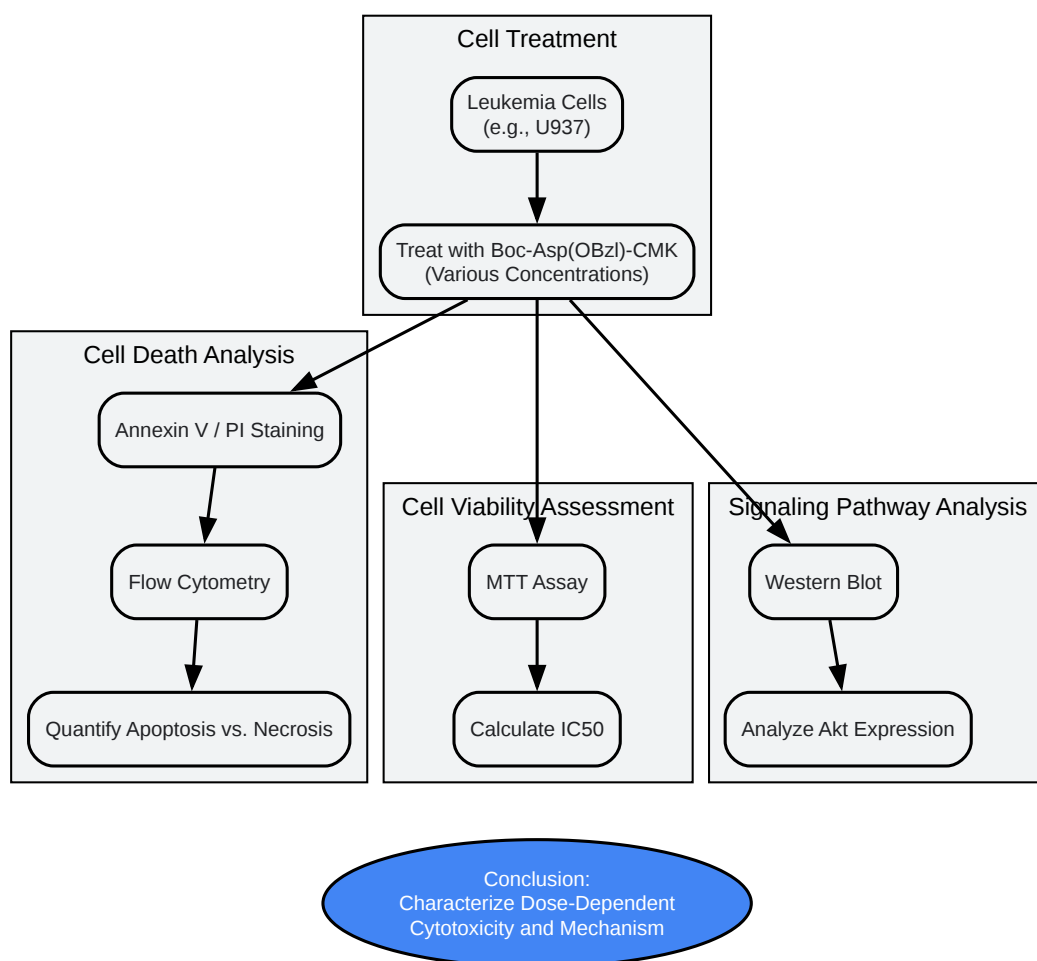 Cell Treatment
Leukemia Cells
(e.g., U937)
Treat with Boc-Asp(OBzl)-CMK
(Various Concentrations)
Cell Death Analysis
Annexin V / PI Staining
Flow Cytometry
Quantify Apoptosis vs. Necrosis
Cell Viability Assessment
MTT Assay
Calculate IC50
Signaling Pathway Analysis
Western Blot
Analyze Akt Expression
Conclusion:
Characterize Dose-Dependent
Cytotoxicity and Mechanism